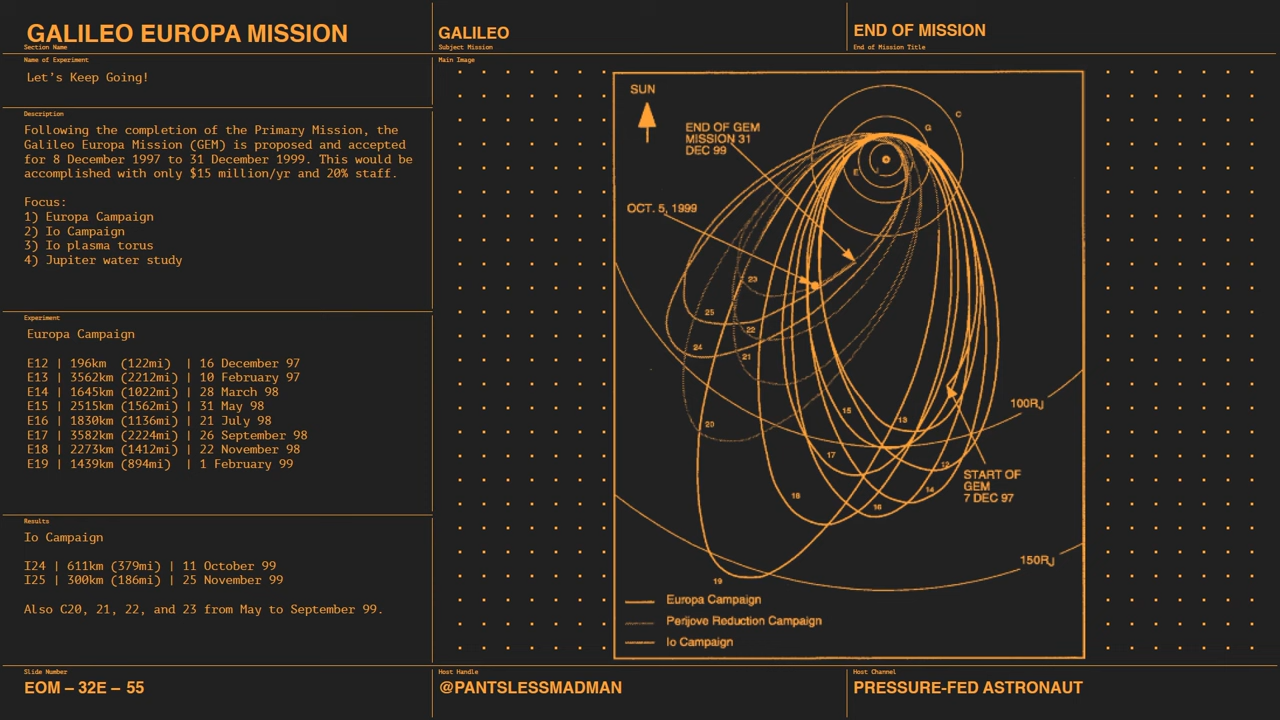 GALILEO EUROPA MISSION
Section Name
GALILEO
Subject Mission
END OF MISSION
End of Mission Title
Name of Experiment
Let's Keep Going!
Description
Following the completion of the Primary Mission, the
Galileo Europa Mission (GEM) is proposed and accepted
for 8 December 1997 to 31 December 1999. This would be
accomplished with only $15 million/yr and 20% staff.
Focus:
1) Europa Campaign
2) Io Campaign
3) Io plasma torus
4) Jupiter water study
Experiment
Europa Campaign
E12 | 196km (122mi) | 16 December 97
E13 | 3562km (2212mi) | 10 February 97
E14 | 1645km (1022mi) | 28 March 98
E15 | 2515km (1562mi) | 31 May 98
E16 | 1830km (1136mi) | 21 July 98
E17 | 3582km (2224mi) | 26 September 98
E18 | 2273km (1412mi) | 22 November 98
E19 | 1439km (894mi) | 1 February 99
Results
Io Campaign
I24 | 611km (379mi) | 11 October 99
I25 | 300km (186mi) | 25 November 99
Also C20, 21, 22, and 23 from May to September 99.
Main Image
SUN
END OF GEM
MISSION 31
DEC 99
OCT. 5, 1999
C
G
E
J
23
25
22
24
21
20
15
13
17
12
14
18
16
19
100RJ
START OF
GEM
7 DEC 97
150RJ
Europa Campaign
Perijove Reduction Campaign
Io Campaign
Slide Number
EOM – 32E – 55
Host Handle
@PANTSLESSMADMAN
Host Channel
PRESSURE-FED ASTRONAUT